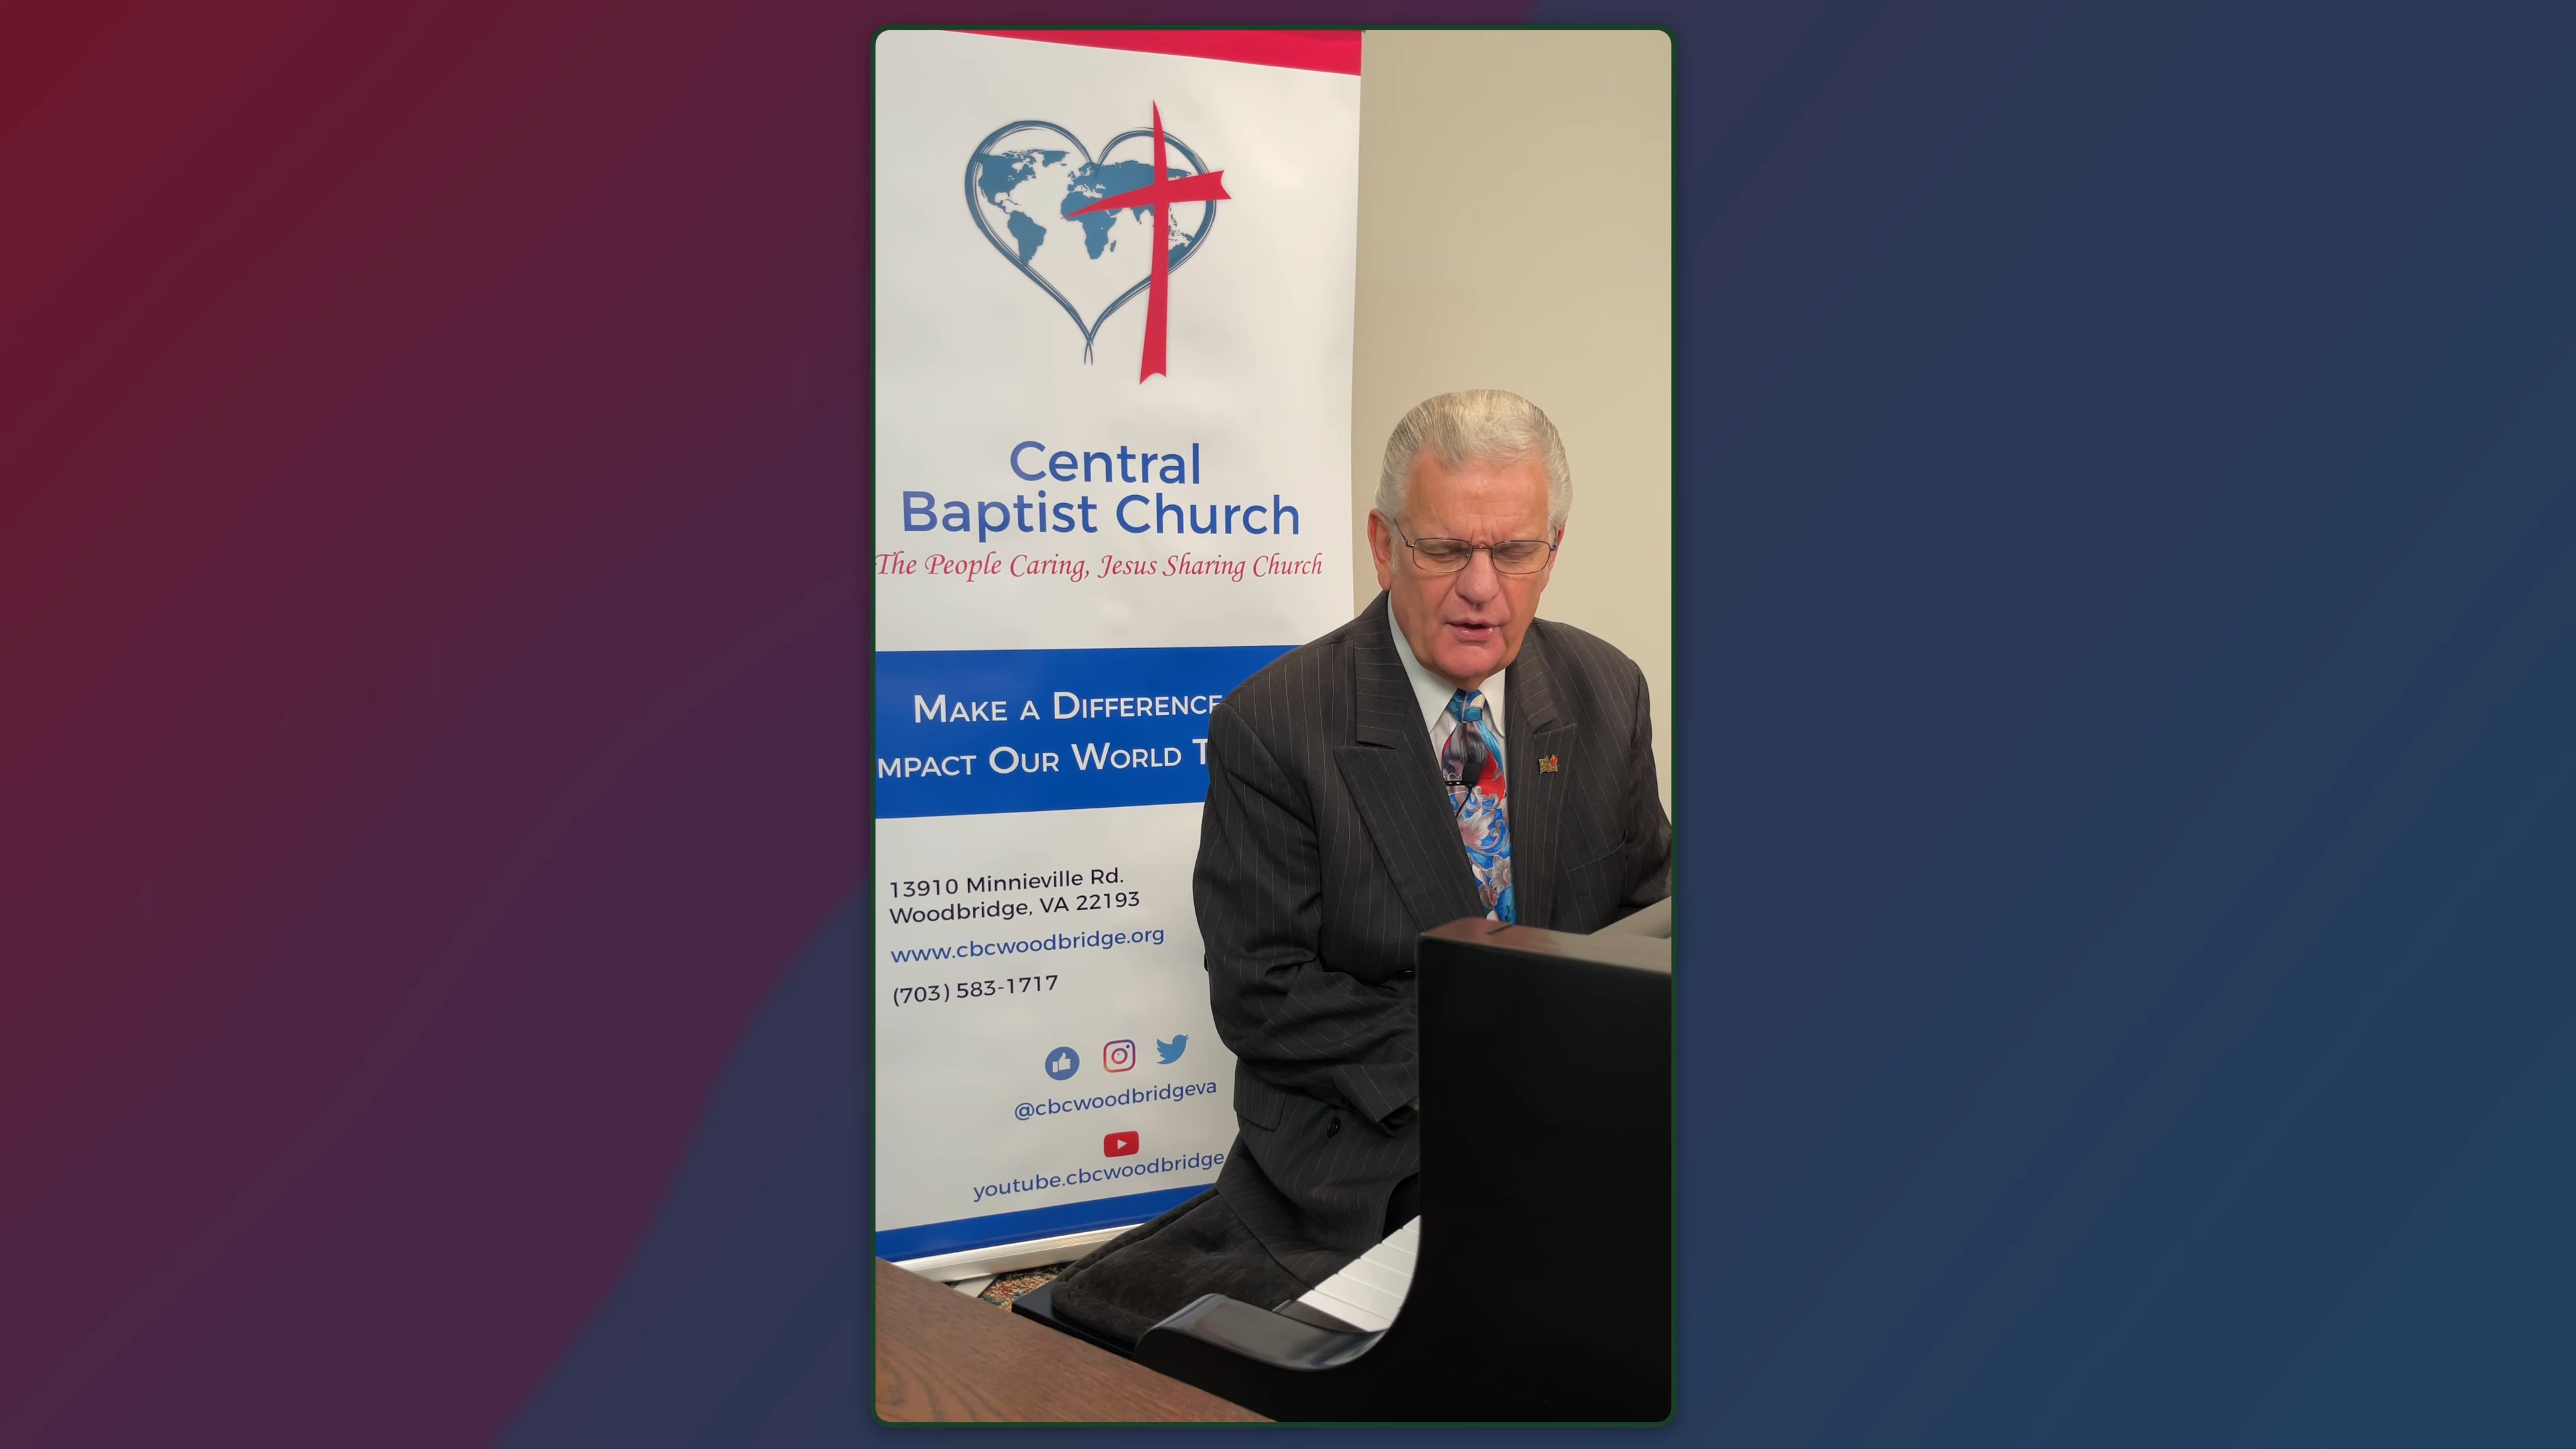 Central
Baptist Church
The People Caring, Jesus Sharing Church
MAKE A DIFFERENCE
MPACT OUR WORLD T
13910 Minnieville Rd.
Woodbridge, VA 22193
www.cbcwoodbridge.org
(703) 583-1717
@cbcwoodbridgeva
youtube.cbcwoodbridge